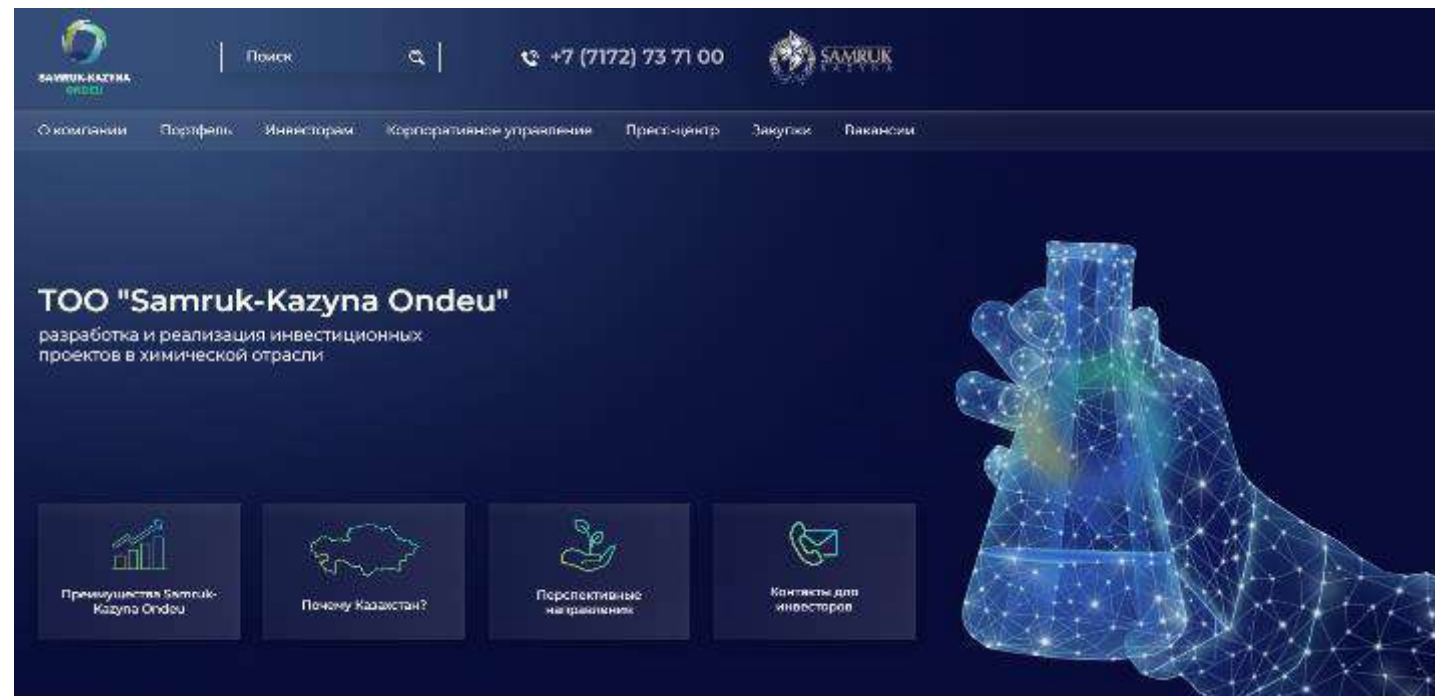 SAMRUK-KAZYNA
ONDEU
Поиск
+7 (7172) 73 71 00
SAMRUK
KAZYNA
О компании Портфель Инвесторам Корпоративное управление Пресс-центр Закупки Вакансии
ТОО "Samruk-Kazyna Ondeu"
разработка и реализация инвестиционных
проектов в химической отрасли
Преимущества Samruk-
Kazyna Ondeu
Почему Казахстан?
Перспективные
направления
Контакты для
инвесторов